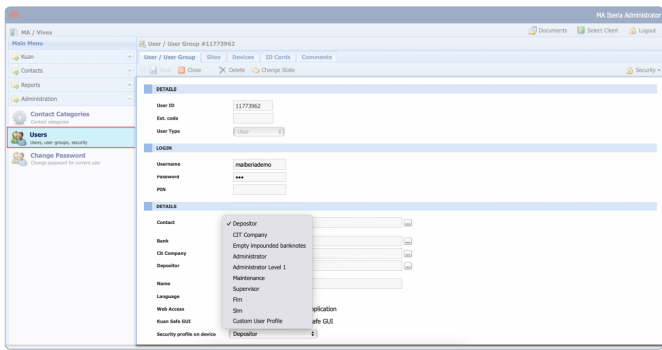 MA Iberia Administrator
MA / Vivex
Documents Select Client Logout
Main Menu
User / User Group #11773962
Kuan
User / User Group Sites Devices ID Cards Comments
Contacts
Save Close Delete Change State Security
Reports
DETAILS
Administration
User ID 11773962
Contact Categories
Contact categories
Ext. code
Users
Users, user groups, security
User Type User
Change Password
Change password for current user
LOGIN
Username maiberiademo
Password •••
PIN
DETAILS
Contact ✓ Depositor ...
CIT Company
Bank ...
Empty impounded banknotes
Cit Company Administrator ...
Depositor Administrator Level 1 ...
Maintenance
Name Supervisor
Language Flm
Web Access Slm pplication
Kuan Safe GUI Custom User Profile afe GUI
Security profile on device Depositor